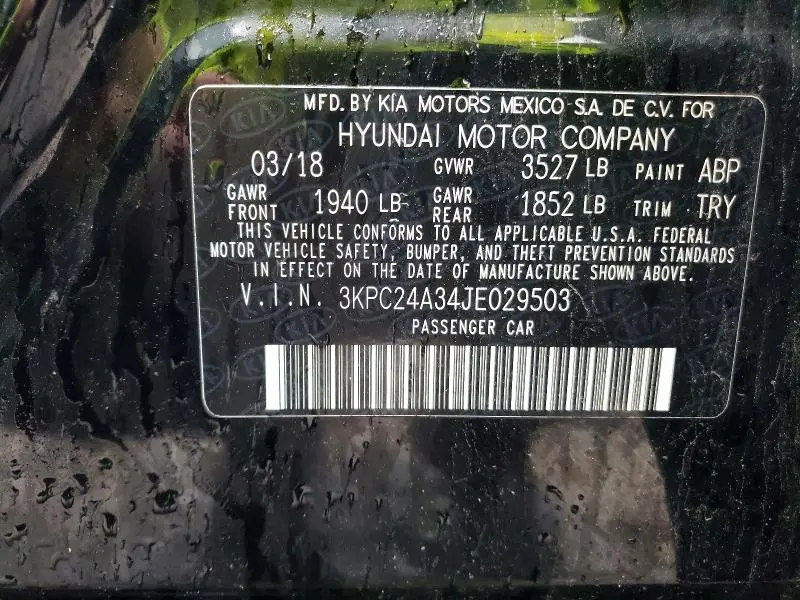 MFD. BY KIA MOTORS MEXICO S.A. DE C.V. FOR
HYUNDAI MOTOR COMPANY
03/18 GVWR 3527 LB PAINT ABP
GAWR FRONT 1940 LB GAWR REAR 1852 LB TRIM TRY
THIS VEHICLE CONFORMS TO ALL APPLICABLE U.S.A. FEDERAL
MOTOR VEHICLE SAFETY, BUMPER, AND THEFT PREVENTION STANDARDS
IN EFFECT ON THE DATE OF MANUFACTURE SHOWN ABOVE.
V.I.N. 3KPC24A34JE029503
PASSENGER CAR